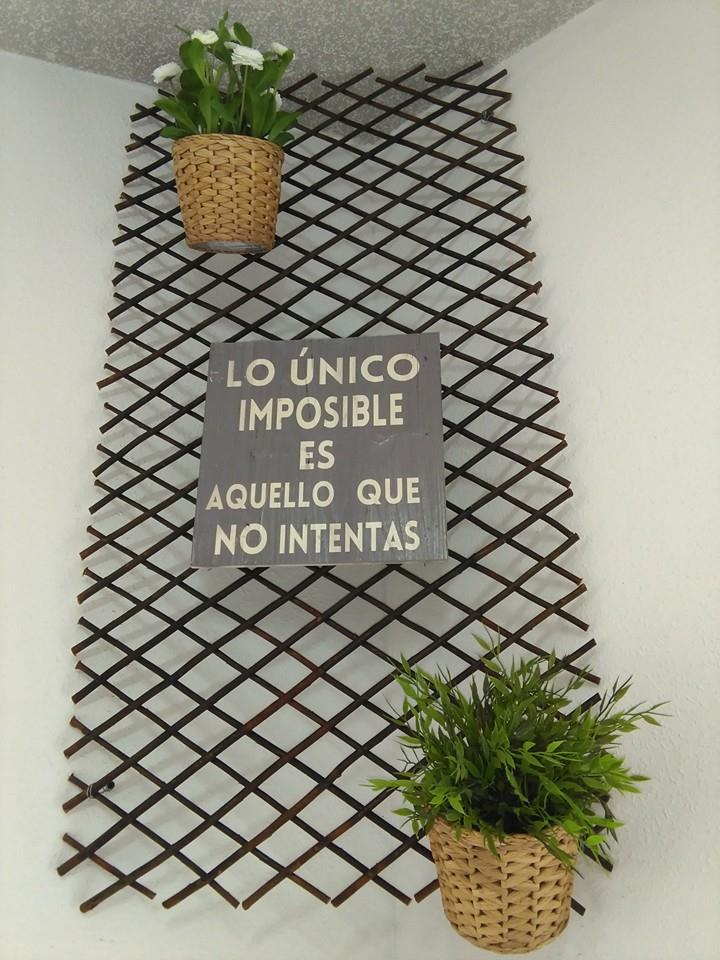 LO ÚNICO
IMPOSIBLE
ES
AQUELLO QUE
NO INTENTAS